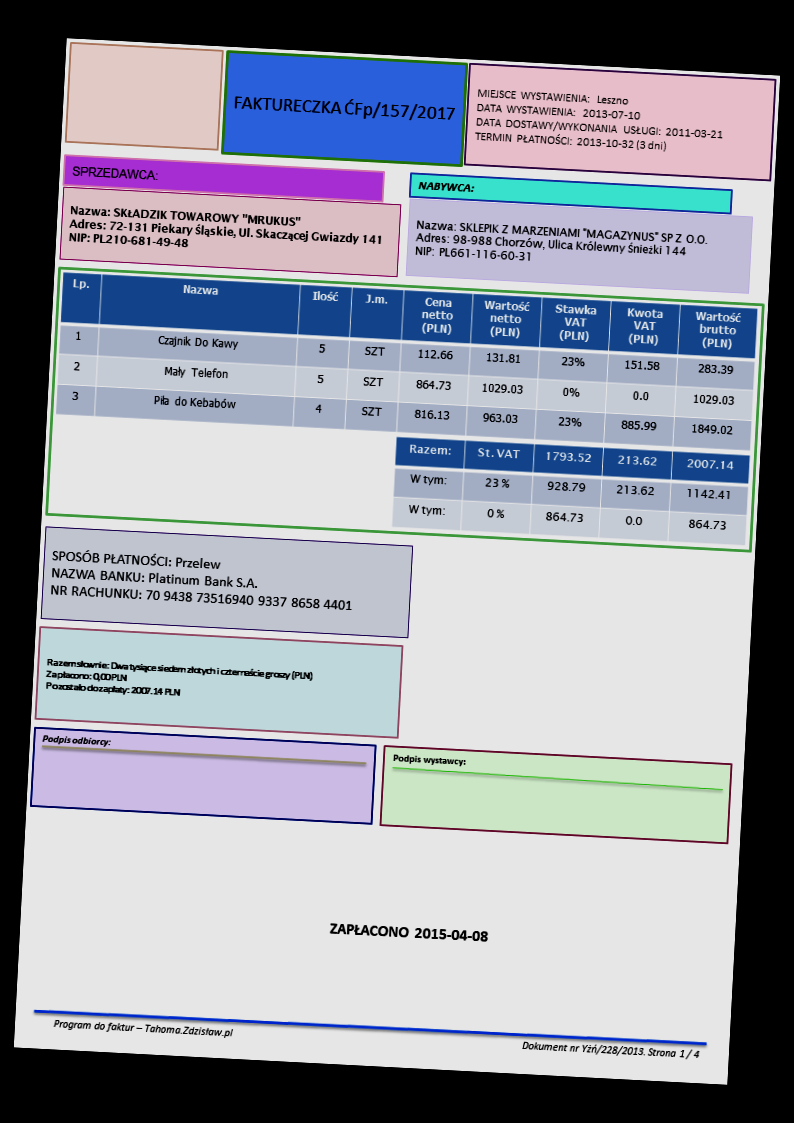 FAKTURECZKA ĆFp/157/2017
MIEJSCE WYSTAWIENIA: Leszno
DATA WYSTAWIENIA: 2013-07-10
DATA DOSTAWY/WYKONANIA USŁUGI: 2011-03-21
TERMIN PŁATNOŚCI: 2013-10-32 (3 dni)
SPRZEDAWCA:
Nazwa: SKŁADZIK TOWAROWY "MRUKUS"
Adres: 72-131 Piekary Śląskie, Ul. Skaczącej Gwiazdy 141
NIP: PL210-681-49-48
NABYWCA:
Nazwa: SKLEPIK Z MARZENIAMI "MAGAZYNUS" SP Z O.O.
Adres: 98-988 Chorzów, Ulica Królewny Śnieżki 144
NIP: PL661-116-60-31
Lp. Nazwa Ilość J.m. Cena netto (PLN) Wartość netto (PLN) Stawka VAT (PLN) Kwota VAT (PLN) Wartość brutto (PLN)
1 Czajnik Do Kawy 5 SZT 112.66 131.81 23% 151.58 283.39
2 Mały Telefon 5 SZT 864.73 1029.03 0% 0.0 1029.03
3 Piła do Kebabów 4 SZT 816.13 963.03 23% 885.99 1849.02
Razem: St. VAT 1793.52 213.62 2007.14
W tym: 23 % 928.79 213.62 1142.41
W tym: 0 % 864.73 0.0 864.73
SPOSÓB PŁATNOŚCI: Przelew
NAZWA BANKU: Platinum Bank S.A.
NR RACHUNKU: 70 9438 73516940 9337 8658 4401
Razem słownie: Dwa tysiące siedem złotych i czternaście groszy (PLN)
Zapłacono: 0,00 PLN
Pozostało do zapłaty: 2007.14 PLN
Podpis odbiorcy:
Podpis wystawcy:
ZAPŁACONO 2015-04-08
Program do faktur – Tahoma.Zdzisław.pl
Dokument nr Yźń/228/2013. Strona 1 / 4